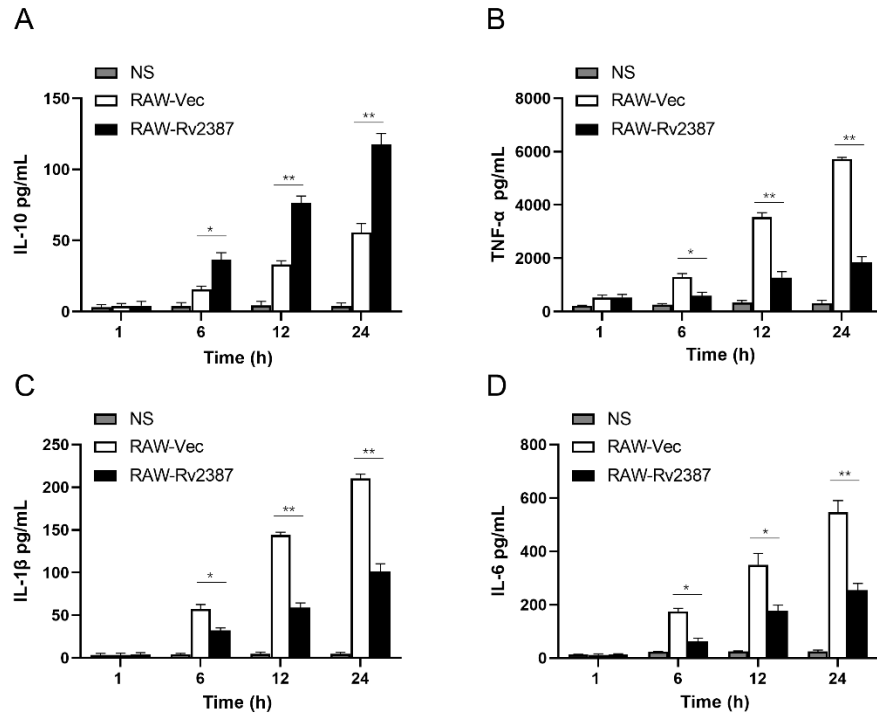 A
NS
RAW-Vec
RAW-Rv2387
IL-10 pg/mL
150
100
50
0
*
**
**
1 6 12 24
Time (h)
B
NS
RAW-Vec
RAW-Rv2387
TNF-α pg/mL
8000
6000
4000
2000
0
*
**
**
1 6 12 24
Time (h)
C
NS
RAW-Vec
RAW-Rv2387
IL-1β pg/mL
250
200
150
100
50
0
*
**
**
1 6 12 24
Time (h)
D
NS
RAW-Vec
RAW-Rv2387
IL-6 pg/mL
800
600
400
200
0
*
*
**
1 6 12 24
Time (h)